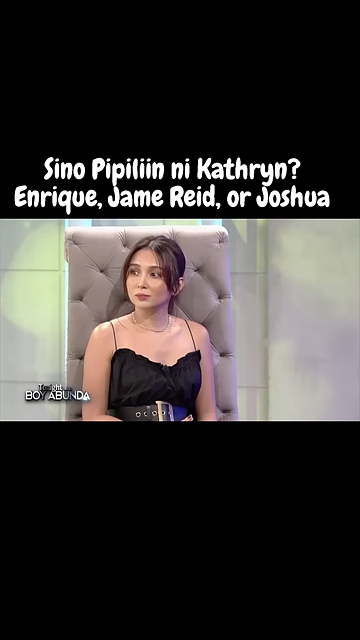 Sino Pipiliin ni Kathryn?
Enrique, Jame Reid, or Joshua
Tonight with
BOY ABUNDA